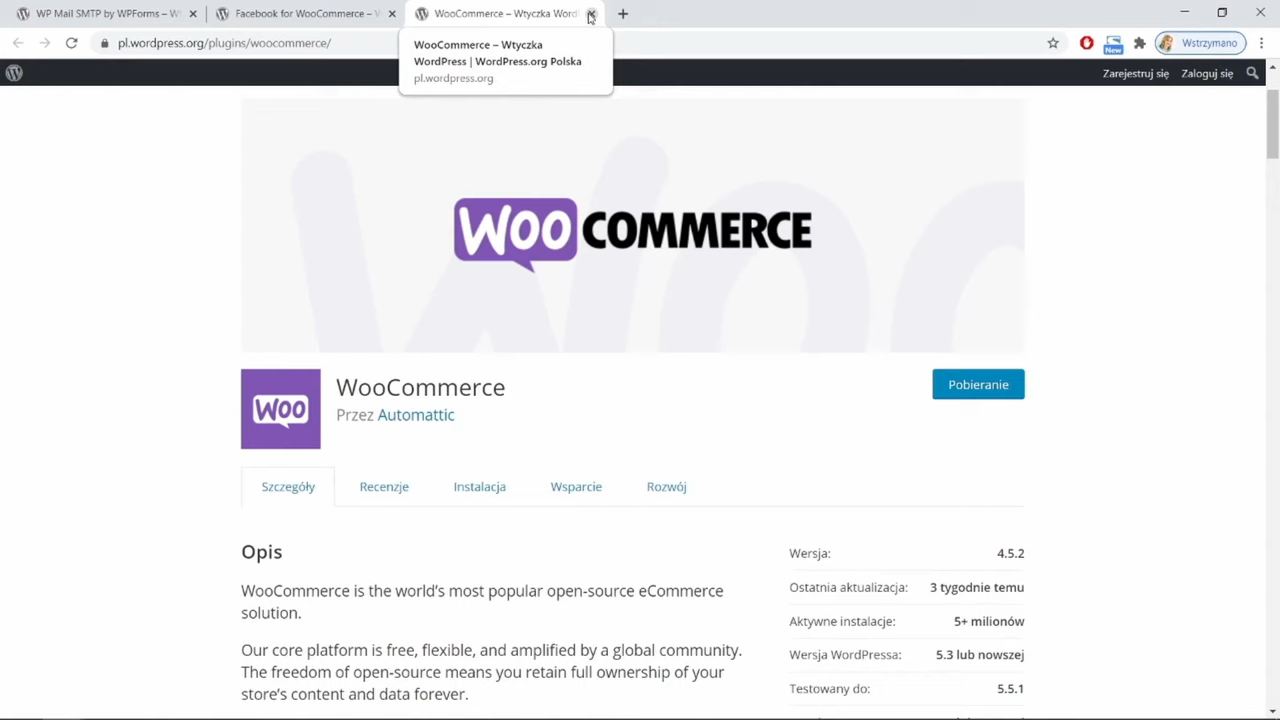 WP Mail SMTP by WPForms – W
Facebook for WooCommerce –
WooCommerce – Wtyczka Word
pl.wordpress.org/plugins/woocommerce/
New
Wstrzymano
WooCommerce – Wtyczka
WordPress | WordPress.org Polska
pl.wordpress.org
Zarejestruj się
Zaloguj się
WOO COMMERCE
WOO
WooCommerce
Pobieranie
Przez Automattic
Szczegóły
Recenzje
Instalacja
Wsparcie
Rozwój
Opis
WooCommerce is the world's most popular open-source eCommerce
solution.
Our core platform is free, flexible, and amplified by a global community.
The freedom of open-source means you retain full ownership of your
store's content and data forever.
Wersja: 4.5.2
Ostatnia aktualizacja: 3 tygodnie temu
Aktywne instalacje: 5+ milionów
Wersja WordPressa: 5.3 lub nowszej
Testowany do: 5.5.1